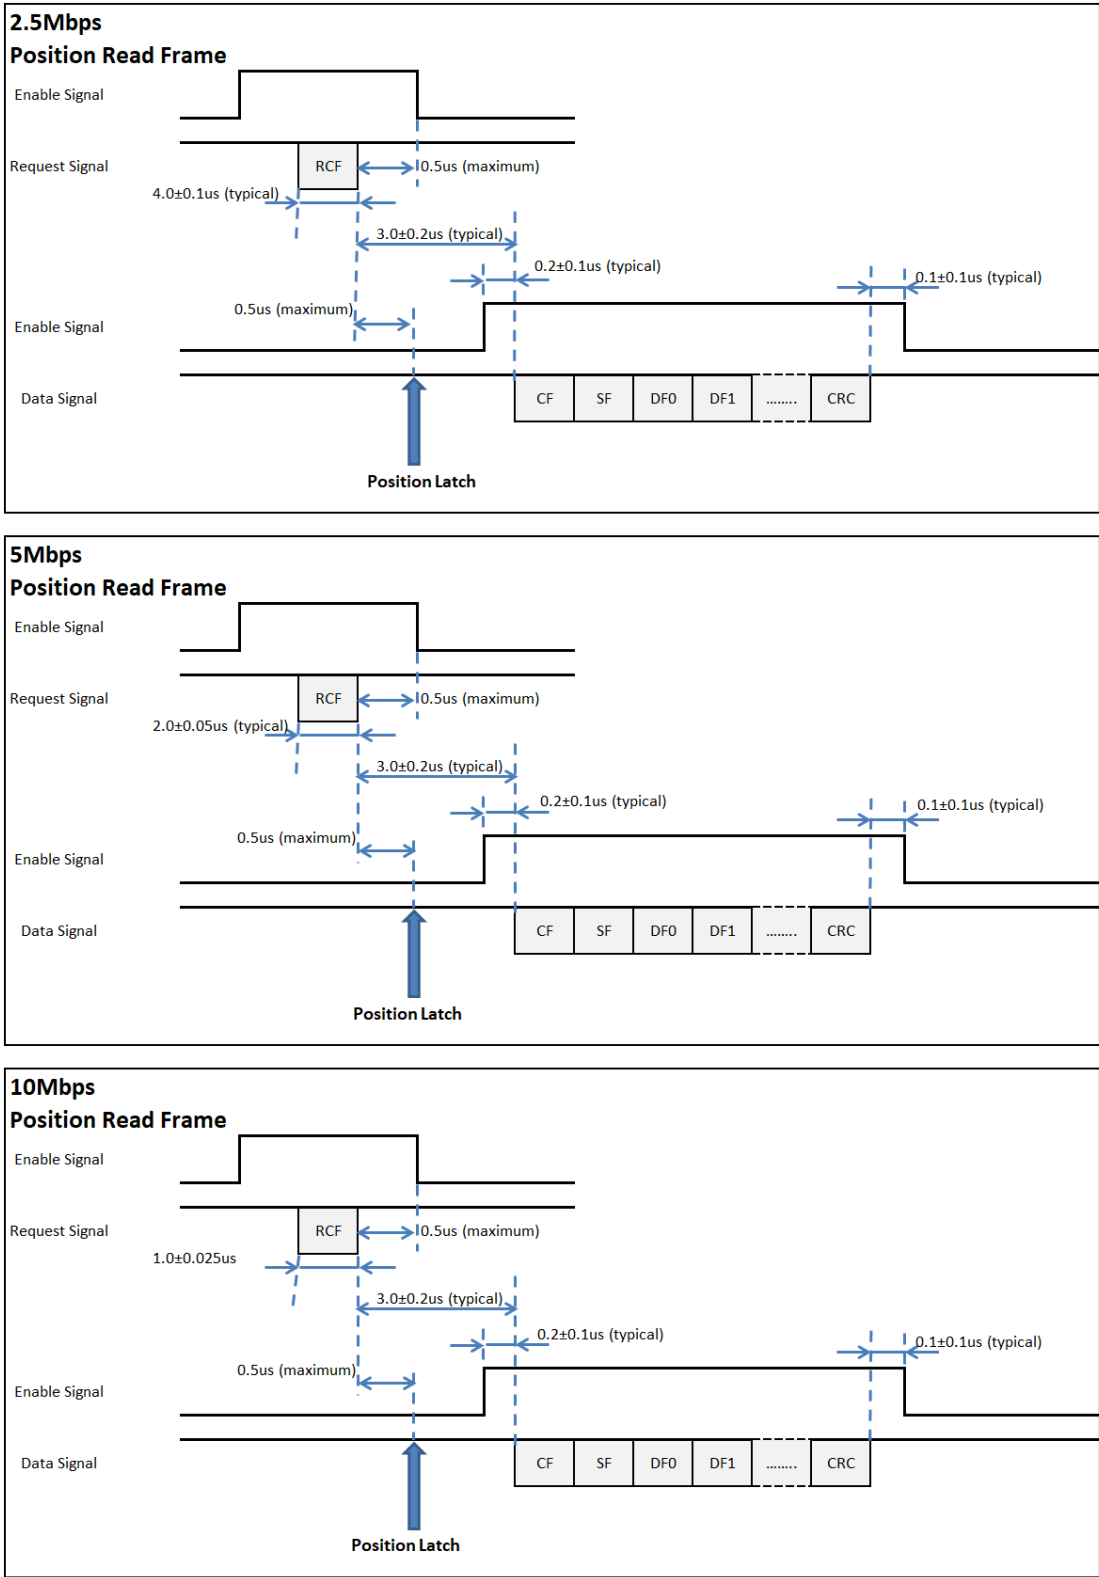 2.5Mbps
Position Read Frame
Enable Signal
Request Signal
RCF
0.5us (maximum)
4.0±0.1us (typical)
3.0±0.2us (typical)
0.2±0.1us (typical)
0.1±0.1us (typical)
0.5us (maximum)
Enable Signal
Data Signal
CF SF DF0 DF1 ........ CRC
Position Latch
5Mbps
Position Read Frame
Enable Signal
Request Signal
RCF
0.5us (maximum)
2.0±0.05us (typical)
3.0±0.2us (typical)
0.2±0.1us (typical)
0.1±0.1us (typical)
0.5us (maximum)
Enable Signal
Data Signal
CF SF DF0 DF1 ........ CRC
Position Latch
10Mbps
Position Read Frame
Enable Signal
Request Signal
RCF
0.5us (maximum)
1.0±0.025us
3.0±0.2us (typical)
0.2±0.1us (typical)
0.1±0.1us (typical)
0.5us (maximum)
Enable Signal
Data Signal
CF SF DF0 DF1 ........ CRC
Position Latch